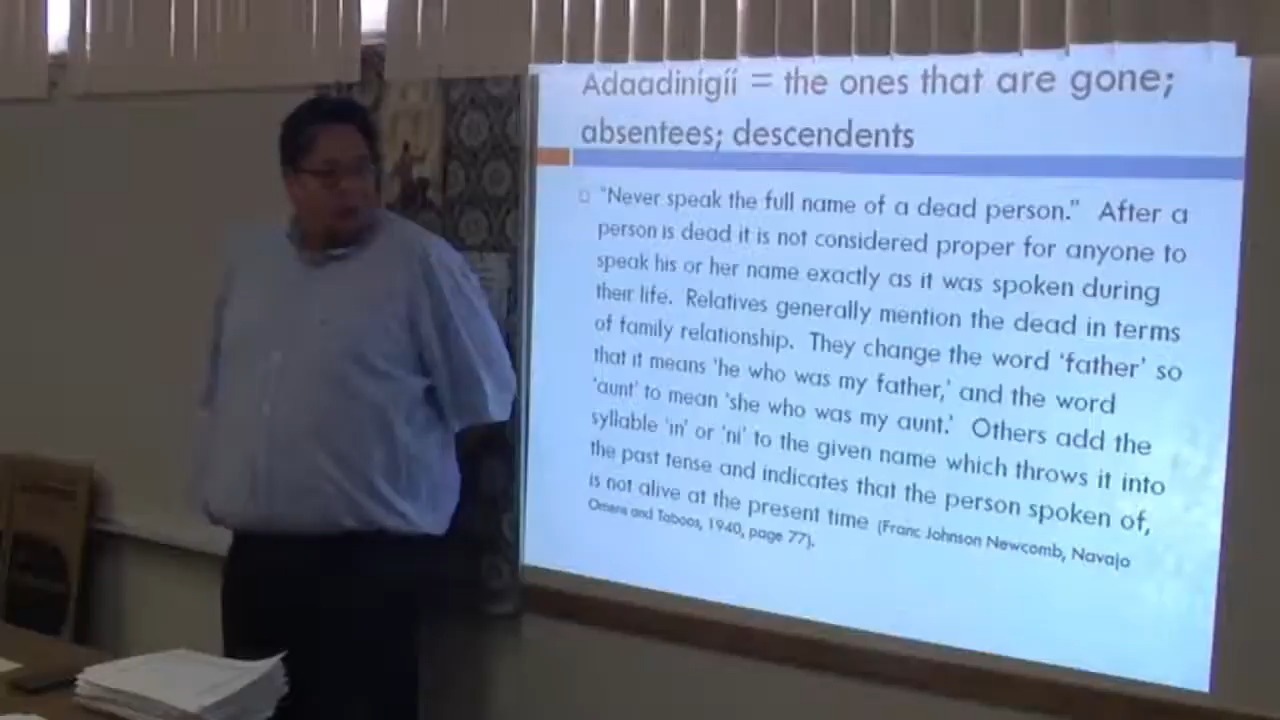 Adaadinígíí = the ones that are gone;
absentees; descendents
"Never speak the full name of a dead person." After a
person is dead it is not considered proper for anyone to
speak his or her name exactly as it was spoken during
their life. Relatives generally mention the dead in terms
of family relationship. They change the word 'father' so
that it means 'he who was my father,' and the word
'aunt' to mean 'she who was my aunt.' Others add the
syllable 'in' or 'ni' to the given name which throws it into
the past tense and indicates that the person spoken of,
is not alive at the present time (Franc Johnson Newcomb, Navajo
Omens and Taboos, 1940, page 77).